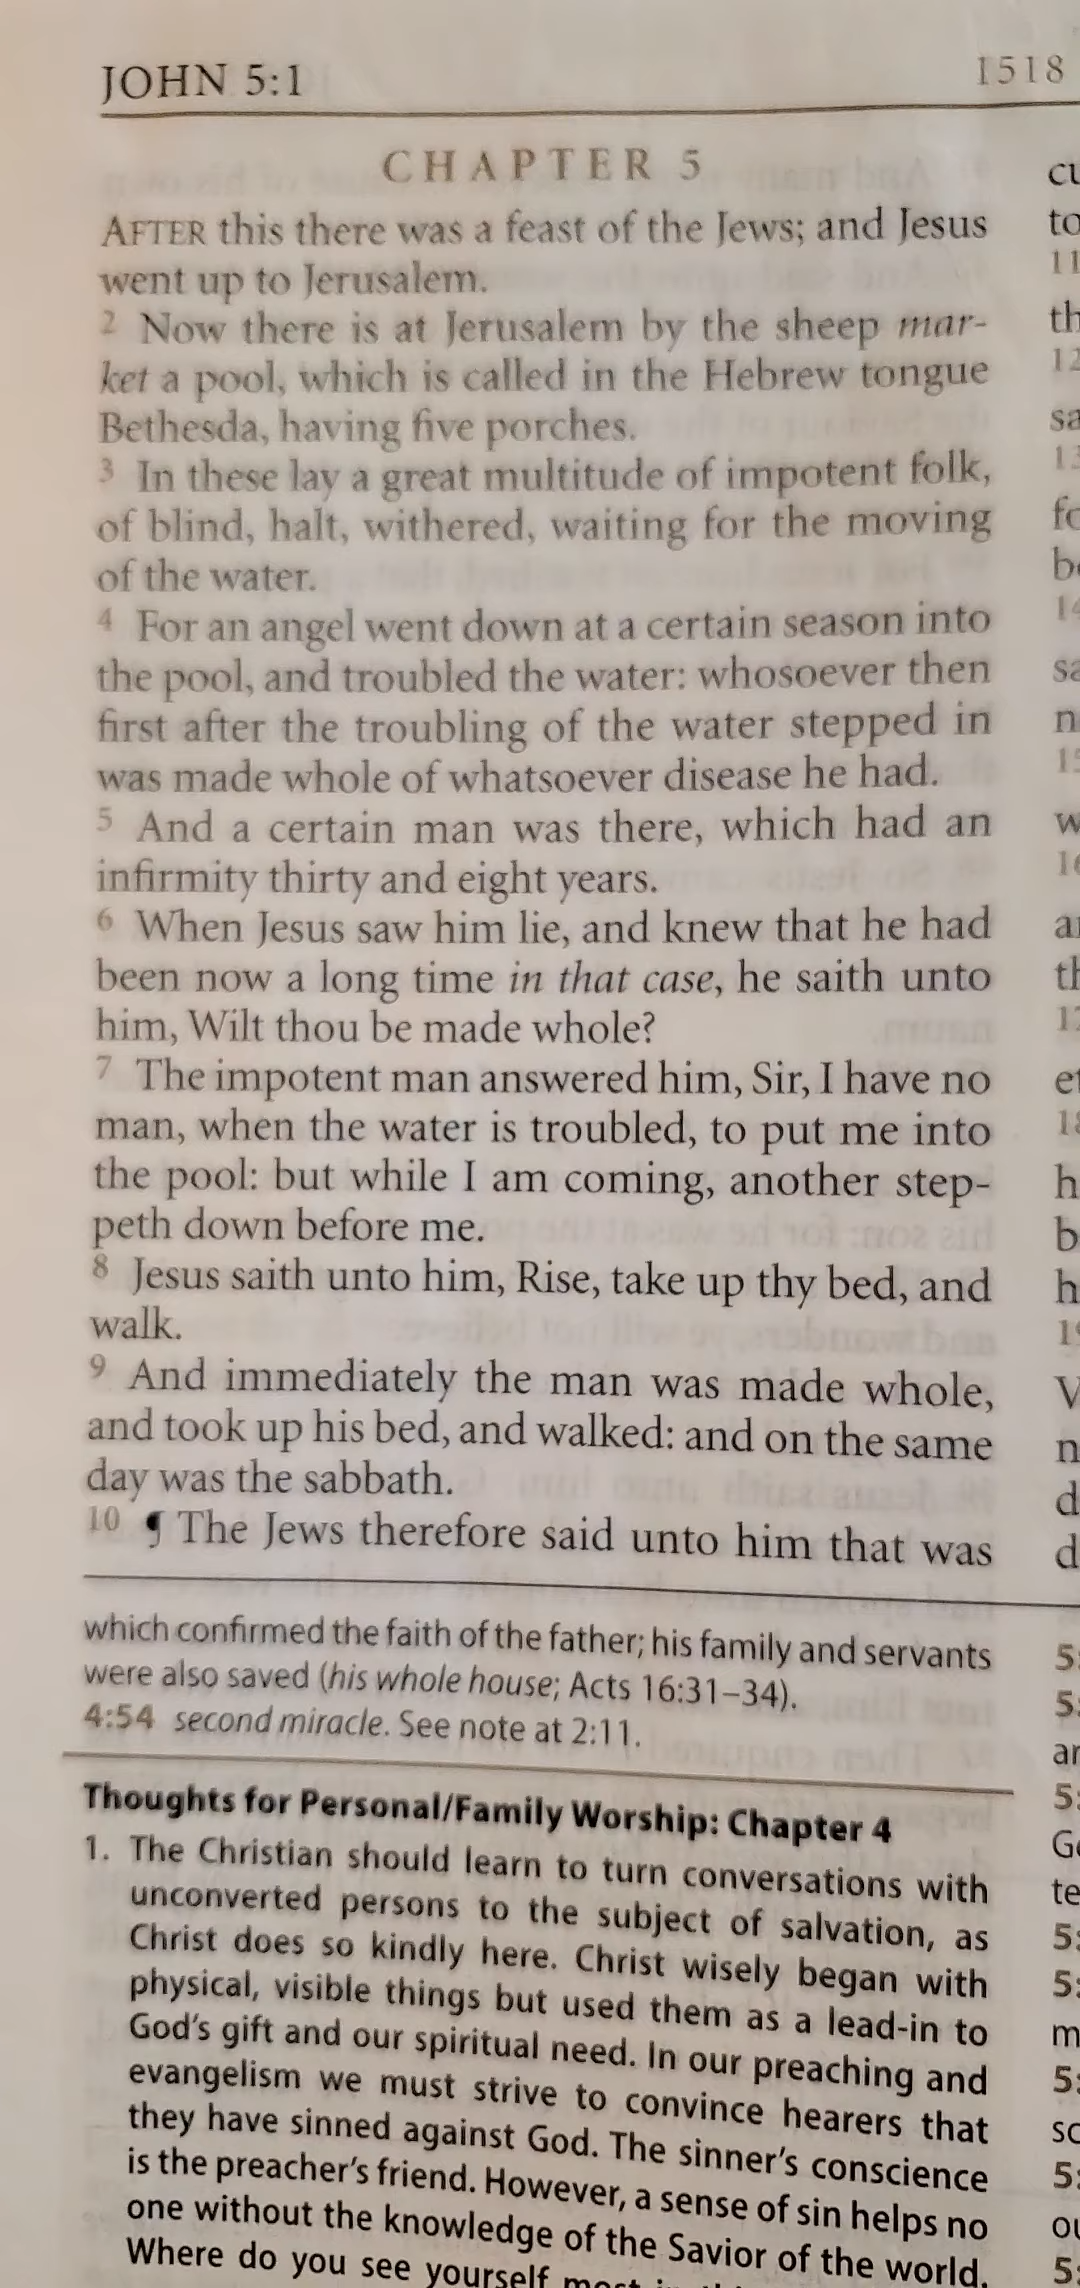 JOHN 5:1
1518
CHAPTER 5
AFTER this there was a feast of the Jews; and Jesus
went up to Jerusalem.
2 Now there is at Jerusalem by the sheep mar-
ket a pool, which is called in the Hebrew tongue
Bethesda, having five porches.
3 In these lay a great multitude of impotent folk,
of blind, halt, withered, waiting for the moving
of the water.
4 For an angel went down at a certain season into
the pool, and troubled the water: whosoever then
first after the troubling of the water stepped in
was made whole of whatsoever disease he had.
5 And a certain man was there, which had an
infirmity thirty and eight years.
6 When Jesus saw him lie, and knew that he had
been now a long time in that case, he saith unto
him, Wilt thou be made whole?
7 The impotent man answered him, Sir, I have no
man, when the water is troubled, to put me into
the pool: but while I am coming, another step-
peth down before me.
8 Jesus saith unto him, Rise, take up thy bed, and
walk.
9 And immediately the man was made whole,
and took up his bed, and walked: and on the same
day was the sabbath.
10 ¶ The Jews therefore said unto him that was
which confirmed the faith of the father; his family and servants
were also saved (his whole house; Acts 16:31–34).
4:54 second miracle. See note at 2:11.
Thoughts for Personal/Family Worship: Chapter 4
1. The Christian should learn to turn conversations with
unconverted persons to the subject of salvation, as
Christ does so kindly here. Christ wisely began with
physical, visible things but used them as a lead-in to
God's gift and our spiritual need. In our preaching and
evangelism we must strive to convince hearers that
they have sinned against God. The sinner's conscience
is the preacher's friend. However, a sense of sin helps no
one without the knowledge of the Savior of the world.
Where do you see yourself